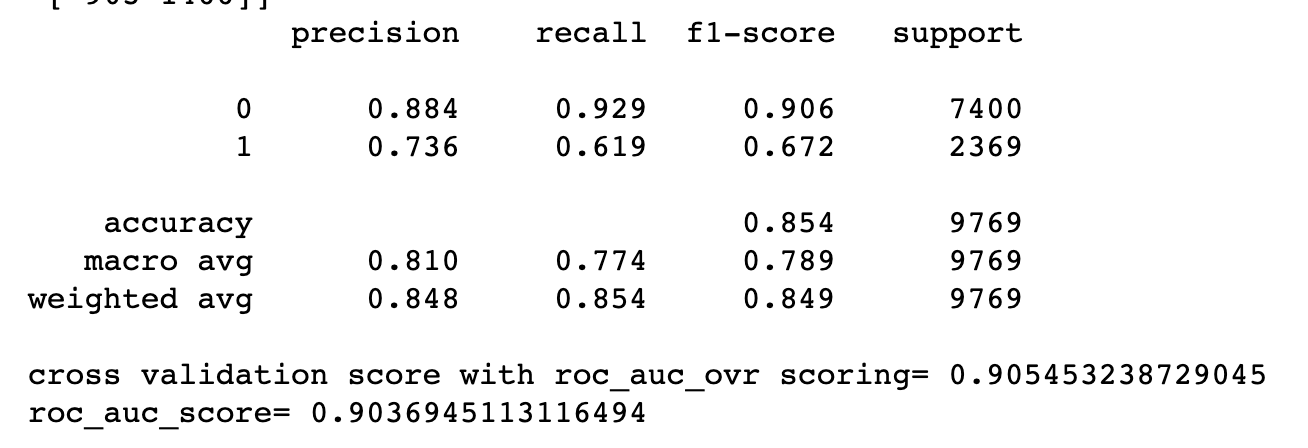 precision recall f1-score support
0 0.884 0.929 0.906 7400
1 0.736 0.619 0.672 2369
accuracy 0.854 9769
macro avg 0.810 0.774 0.789 9769
weighted avg 0.848 0.854 0.849 9769
cross validation score with roc_auc_ovr scoring= 0.905453238729045
roc_auc_score= 0.9036945113116494